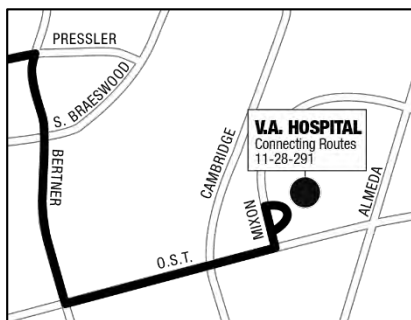 PRESSLER
S. BRAESWOOD
BERTNER
CAMBRIDGE
V.A. HOSPITAL
Connecting Routes
11-28-291
ALMEDA
MIXON
O.S.T.